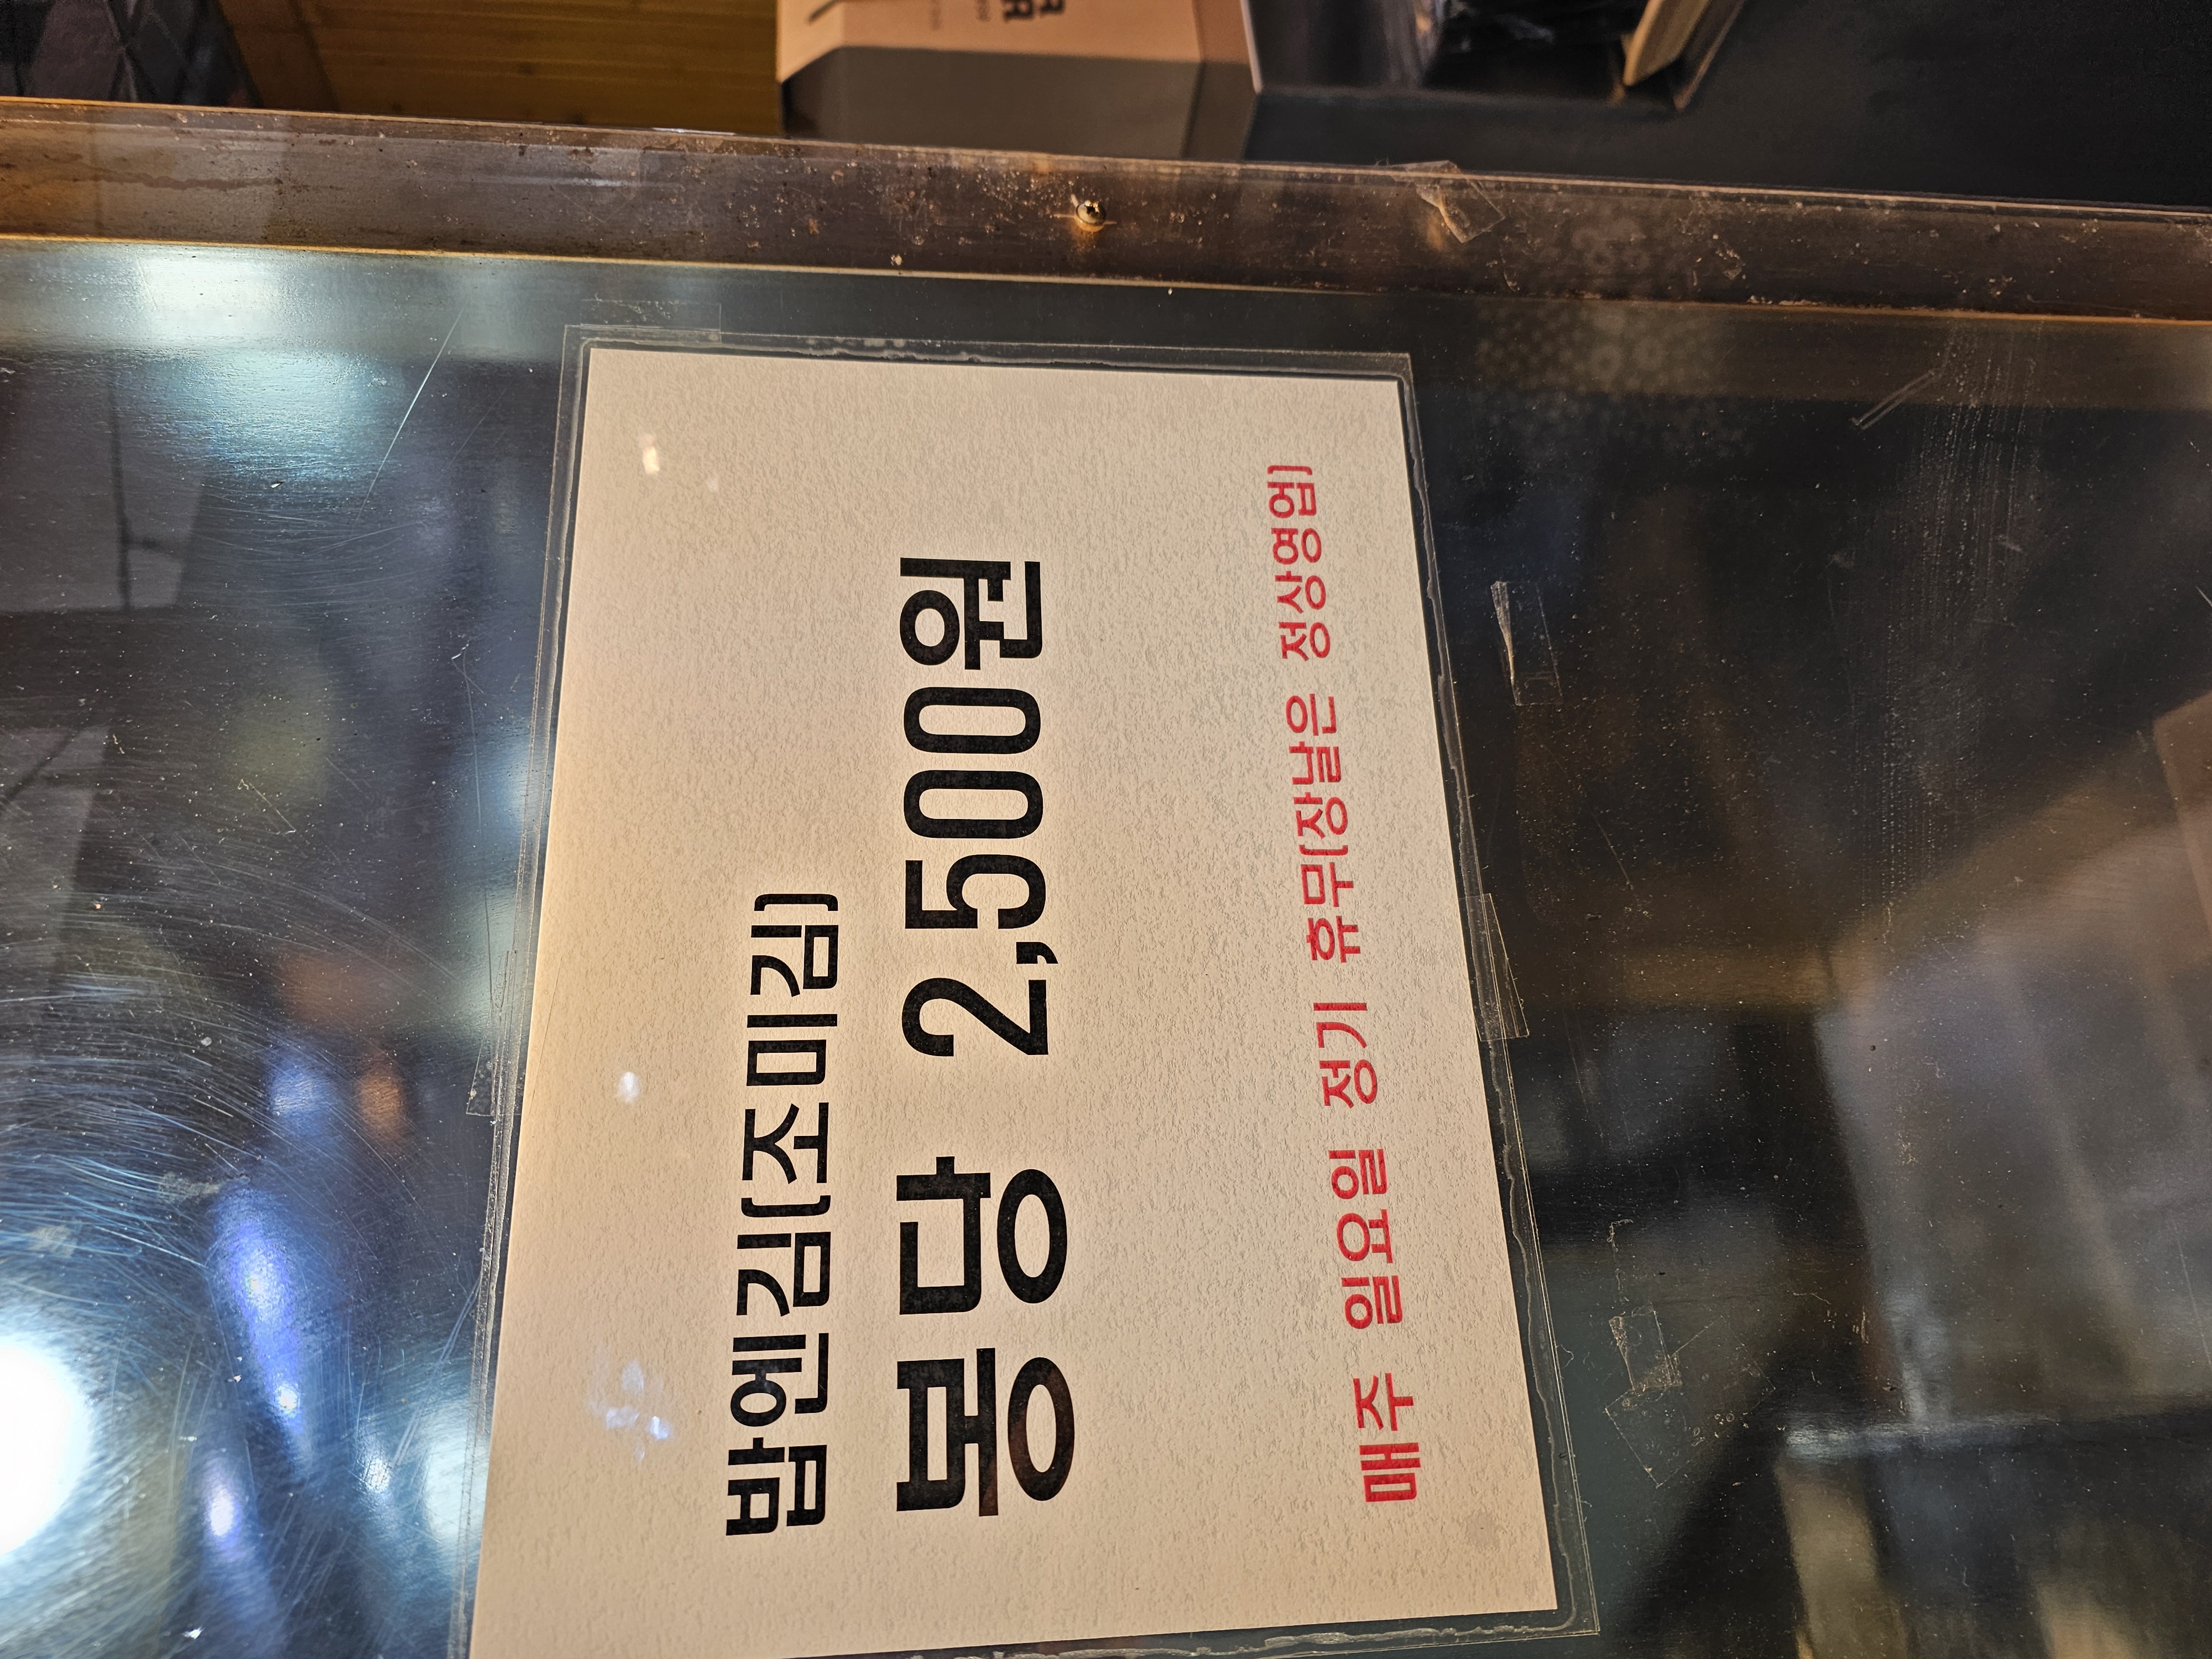 밥엔김(조미김)
봉당 2,500원
매주 일요일 정기 휴무(장날은 정상영업)